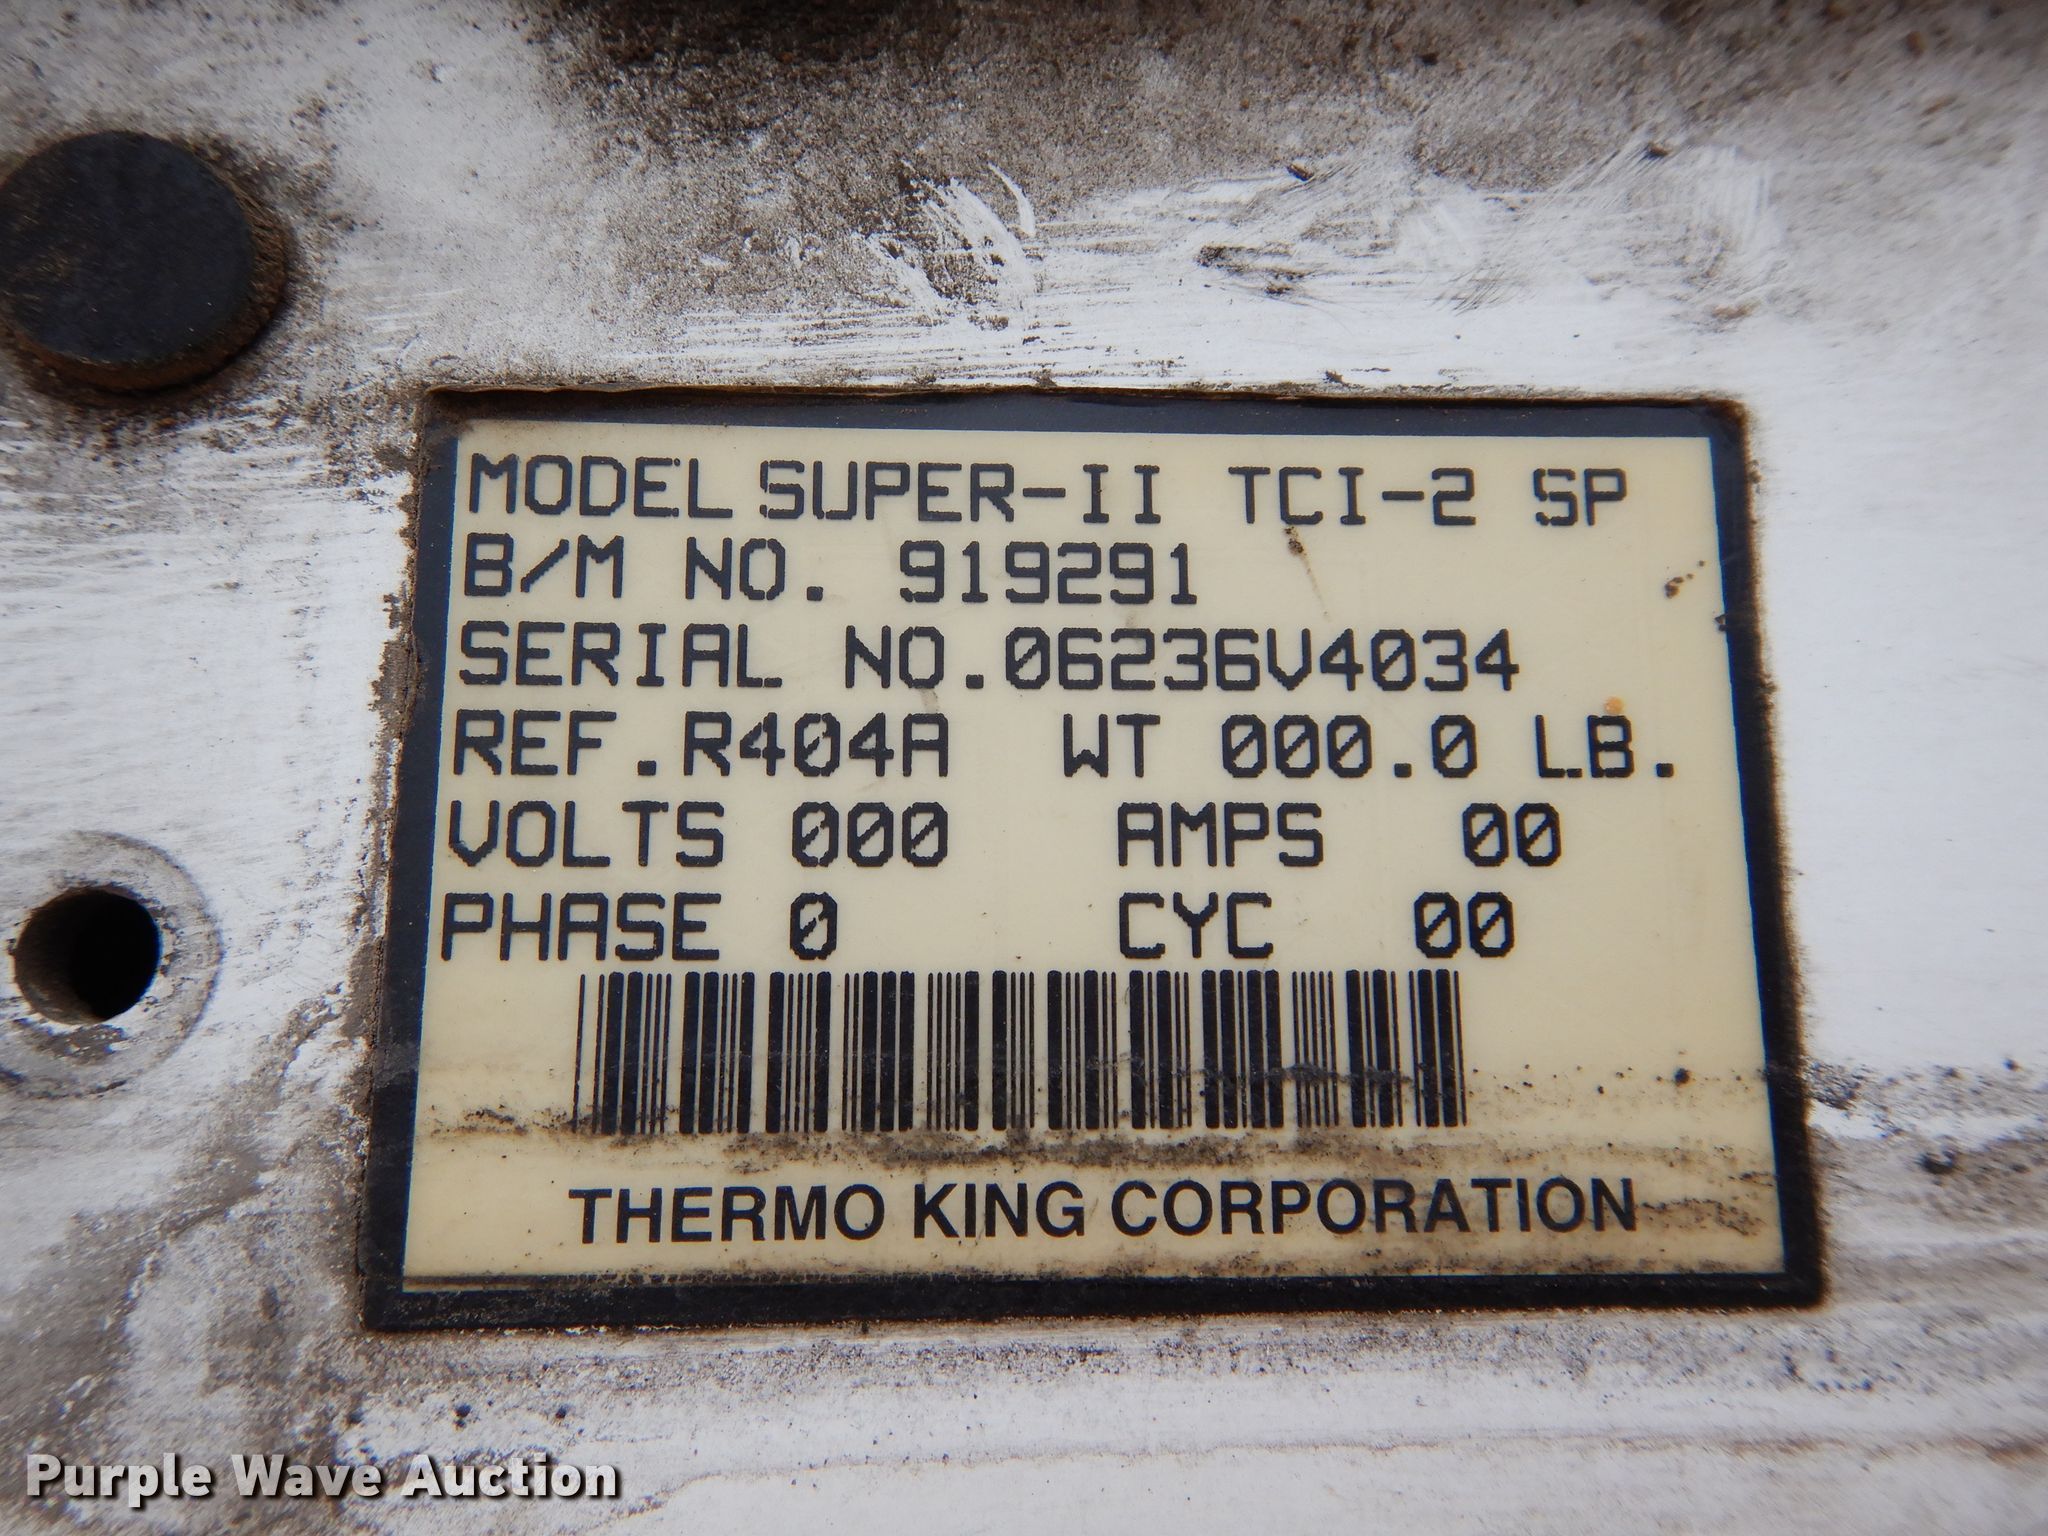 MODEL SUPER-II TCI-2 SP
B/M NO. 919291
SERIAL NO.06236V4034
REF.R404A WT 000.0 LB.
VOLTS 000 AMPS 00
PHASE 0 CYC 00
THERMO KING CORPORATION
Purple Wave Auction